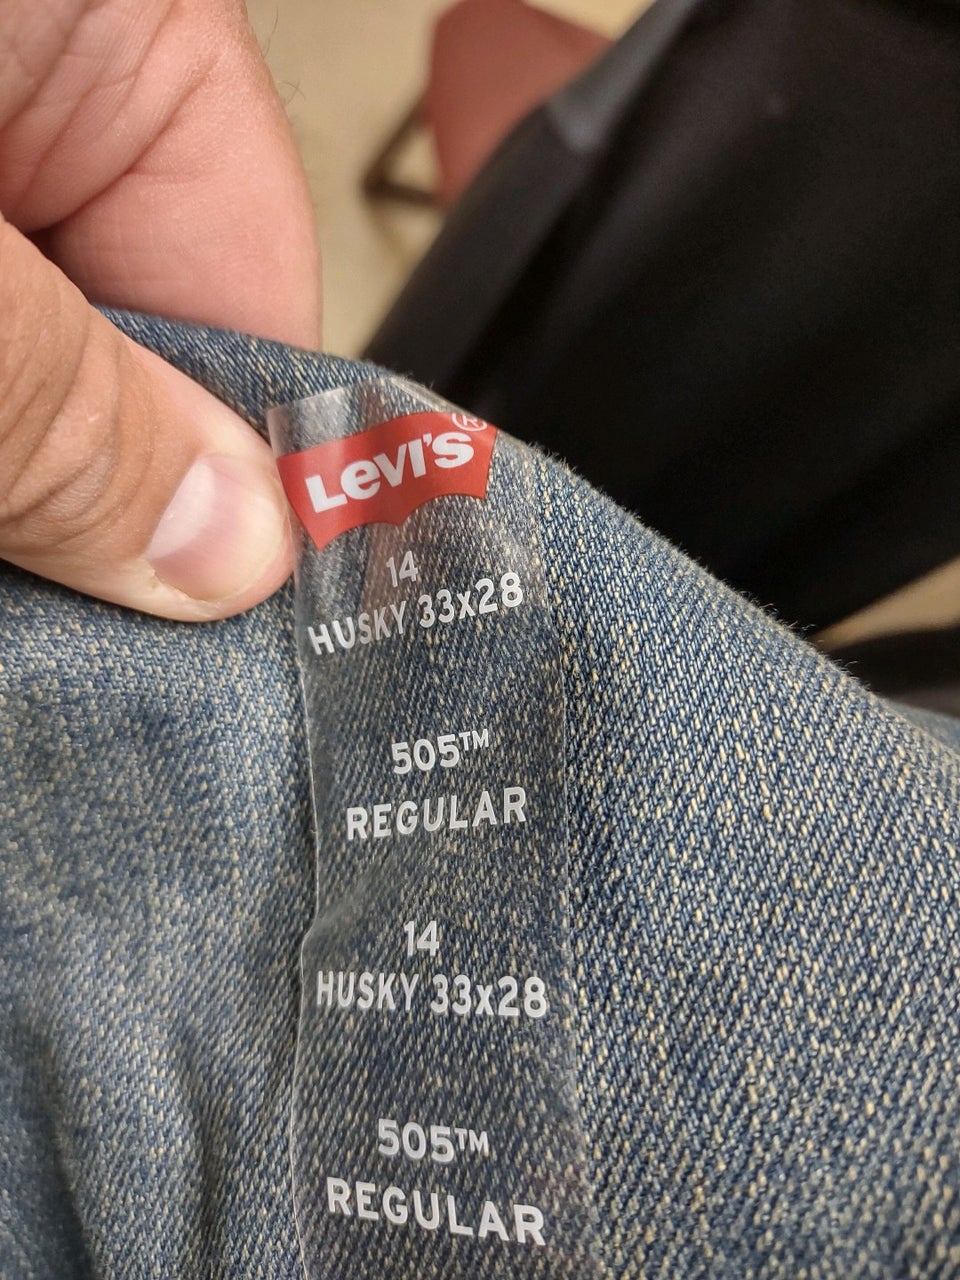 Levi's®
14
HUSKY 33x28
505™
REGULAR
14
HUSKY 33x28
505™
REGULAR